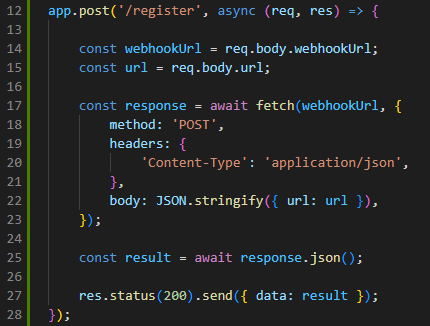 12 app.post('/register', async (req, res) => {
13
14 const webhookUrl = req.body.webhookUrl;
15 const url = req.body.url;
16
17 const response = await fetch(webhookUrl, {
18 method: 'POST',
19 headers: {
20 'Content-Type': 'application/json',
21 },
22 body: JSON.stringify({ url: url }),
23 });
24
25 const result = await response.json();
26
27 res.status(200).send({ data: result });
28 });